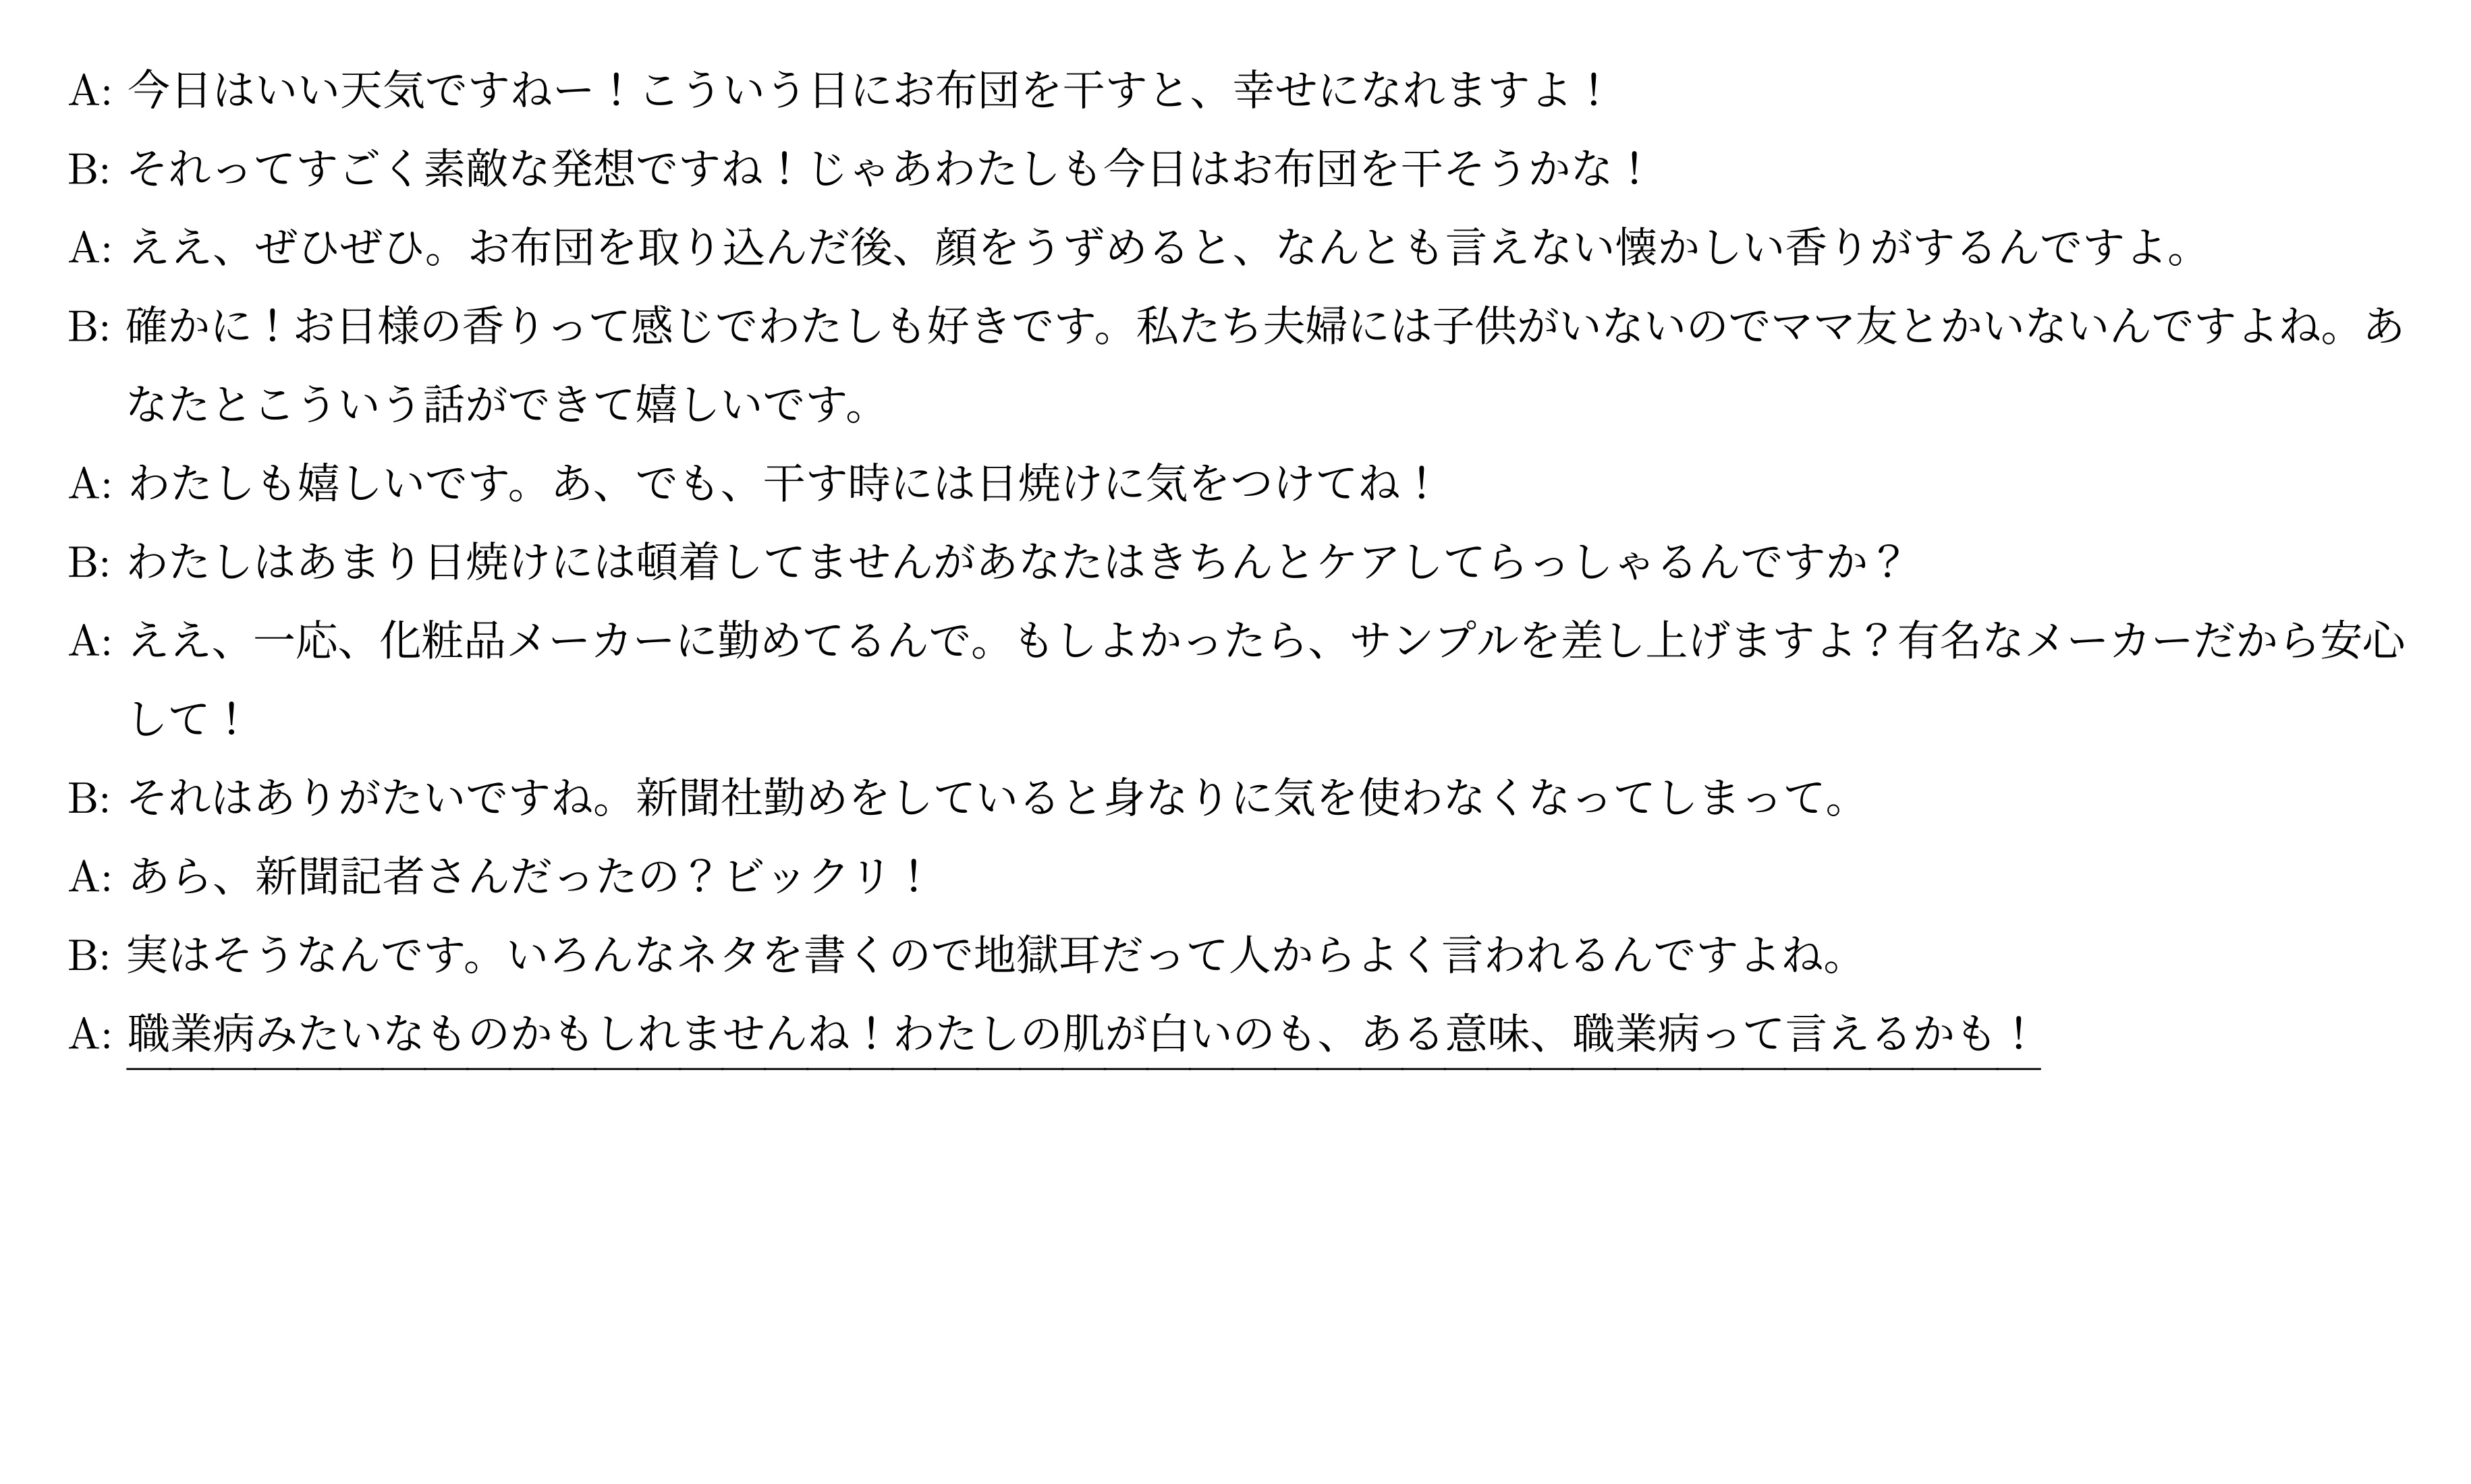 A: 今日はいい天気ですねー！こういう日にお布団を干すと、幸せになれますよ！
B: それってすごく素敵な発想ですね！じゃあわたしも今日はお布団を干そうかな！
A: ええ、ぜひぜひ。お布団を取り込んだ後、顔をうずめると、なんとも言えない懐かしい香りがするんですよ。
B: 確かに！お日様の香りって感じでわたしも好きです。私たち夫婦には子供がいないのでママ友とかいないんですよね。あ
なたとこういう話ができて嬉しいです。
A: わたしも嬉しいです。あ、でも、干す時には日焼けに気をつけてね！
B: わたしはあまり日焼けには頓着してませんがあなたはきちんとケアしてらっしゃるんですか？
A: ええ、一応、化粧品メーカーに勤めてるんで。もしよかったら、サンプルを差し上げますよ？有名なメーカーだから安心
して！
B: それはありがたいですね。新聞社勤めをしていると身なりに気を使わなくなってしまって。
A: あら、新聞記者さんだったの？ビックリ！
B: 実はそうなんです。いろんなネタを書くので地獄耳だって人からよく言われるんですよね。
A: 職業病みたいなものかもしれませんね！わたしの肌が白いのも、ある意味、職業病って言えるかも！